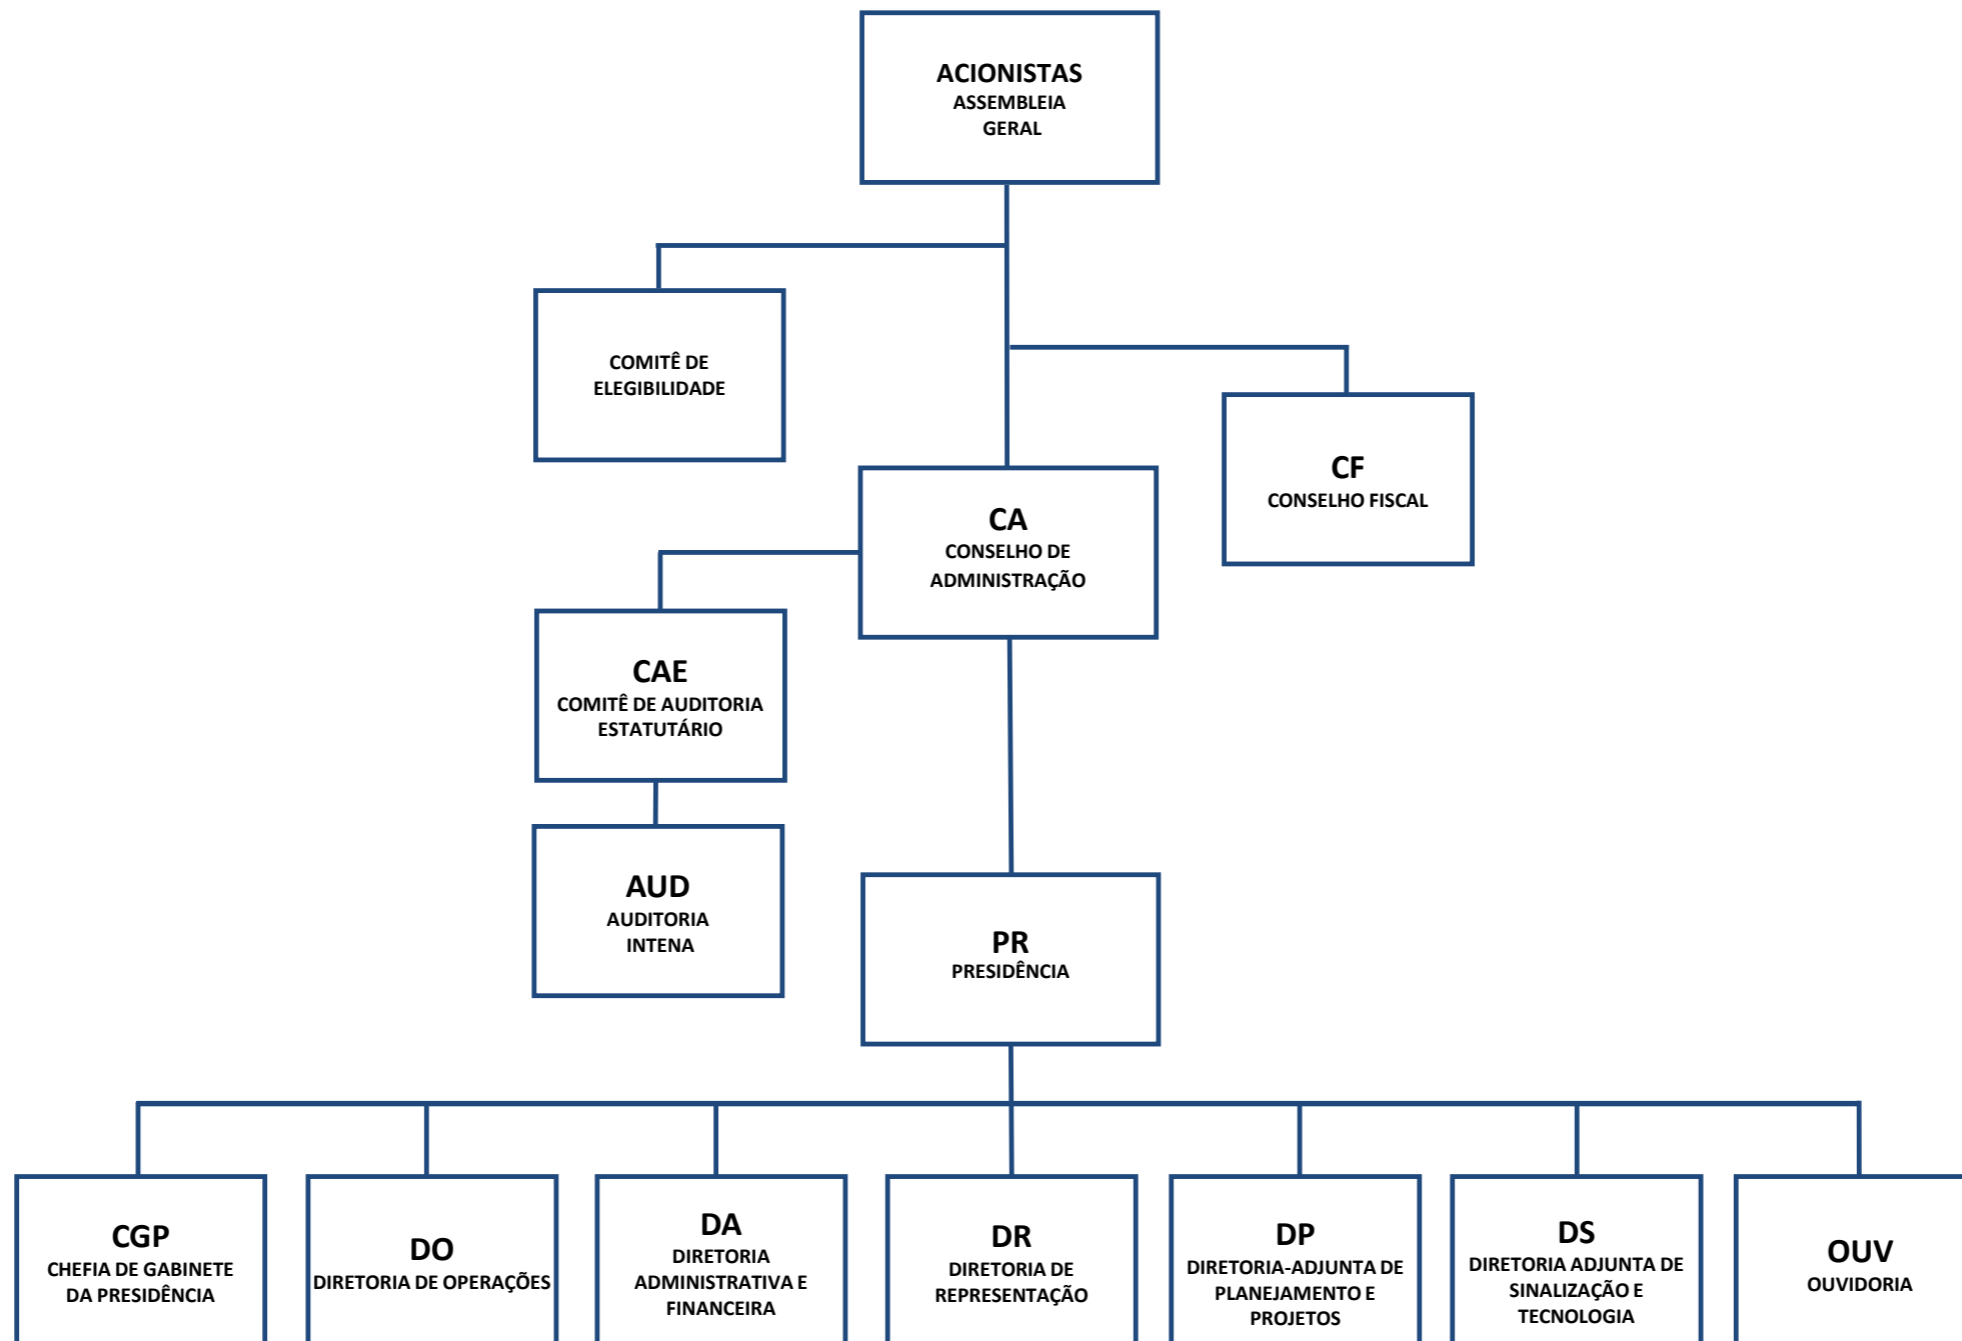 ACIONISTAS
ASSEMBLEIA
GERAL
COMITÊ DE
ELEGIBILIDADE
CF
CONSELHO FISCAL
CA
CONSELHO DE
ADMINISTRAÇÃO
CAE
COMITÊ DE AUDITORIA
ESTATUTÁRIO
AUD
AUDITORIA
INTENA
PR
PRESIDÊNCIA
CGP
CHEFIA DE GABINETE
DA PRESIDÊNCIA
DO
DIRETORIA DE OPERAÇÕES
DA
DIRETORIA
ADMINISTRATIVA E
FINANCEIRA
DR
DIRETORIA DE
REPRESENTAÇÃO
DP
DIRETORIA-ADJUNTA DE
PLANEJAMENTO E
PROJETOS
DS
DIRETORIA ADJUNTA DE
SINALIZAÇÃO E
TECNOLOGIA
OUV
OUVIDORIA